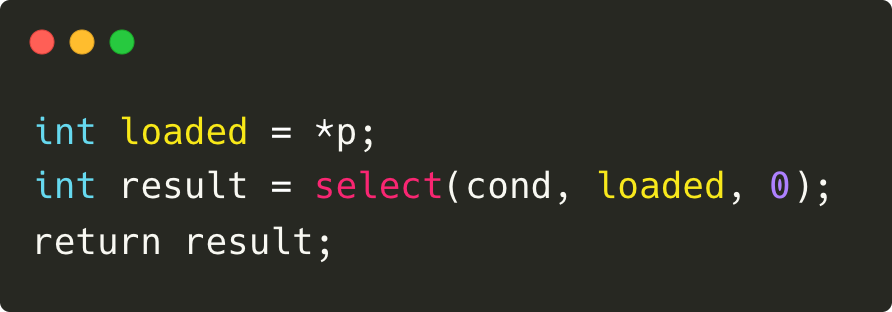 int loaded = *p;
int result = select(cond, loaded, 0);
return result;